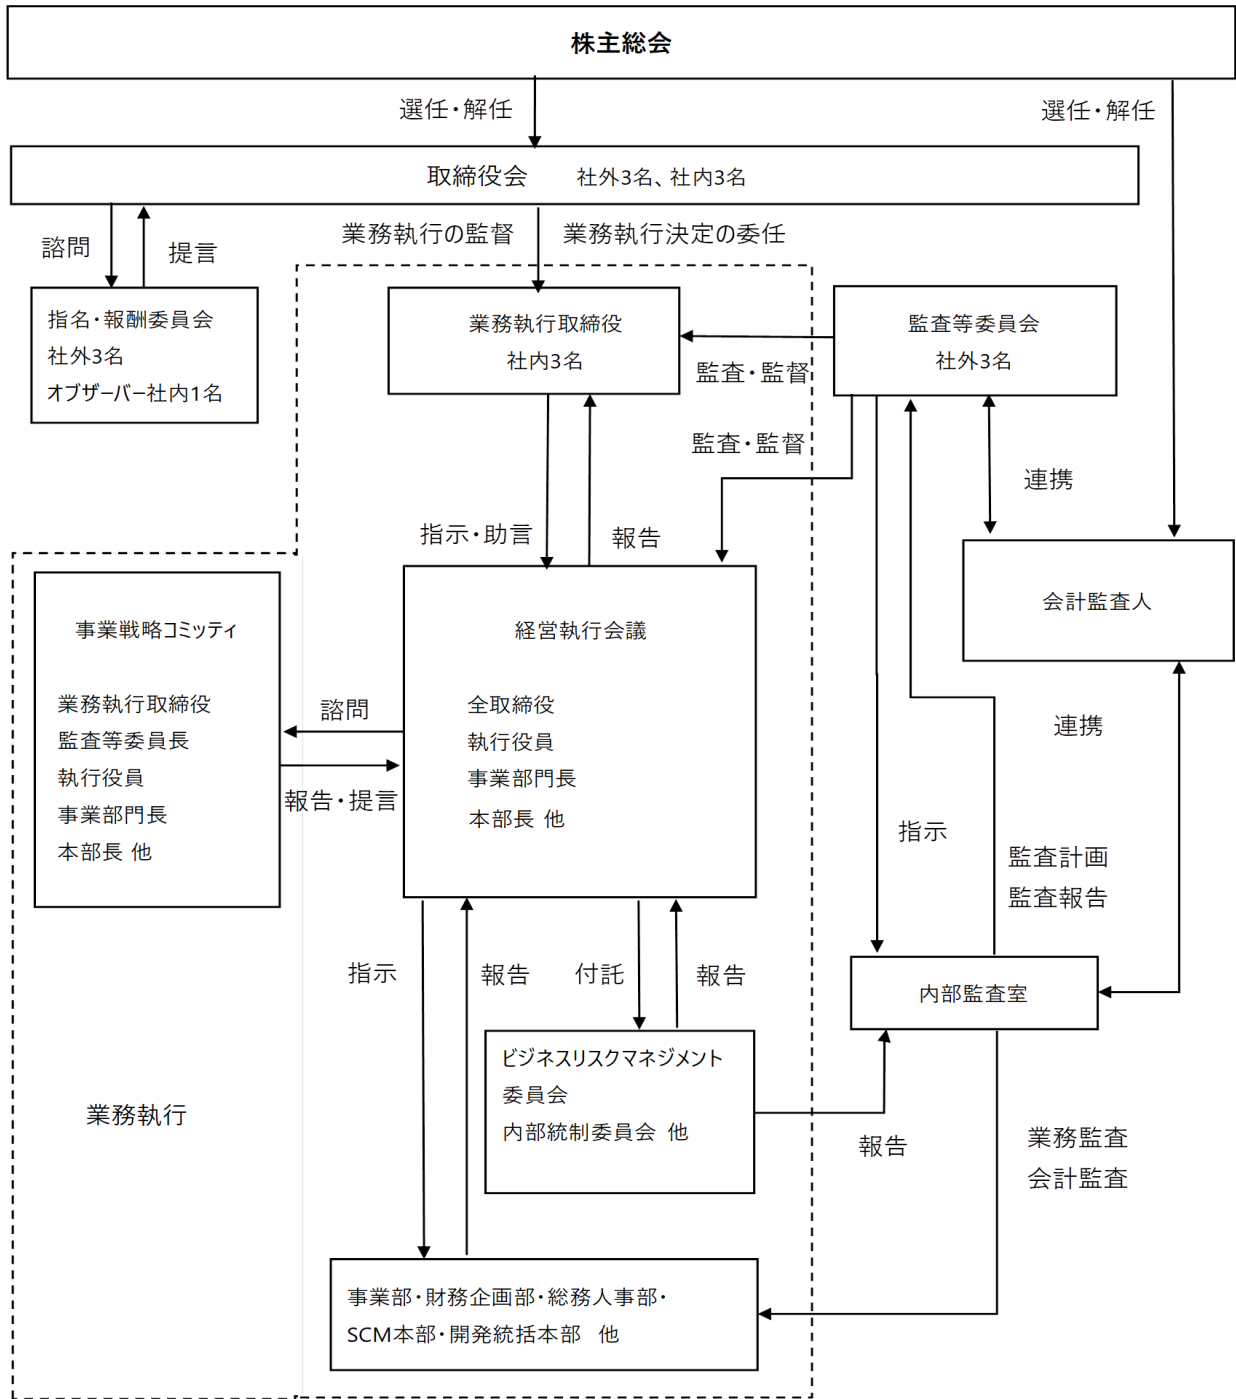 株主総会
選任・解任
選任・解任
取締役会 社外3名、社内3名
諮問
提言
業務執行の監督
業務執行決定の委任
指名・報酬委員会
社外3名
オブザーバー社内1名
業務執行取締役
社内3名
監査等委員会
社外3名
監査・監督
監査・監督
連携
指示・助言
報告
会計監査人
事業戦略コミッティ
業務執行取締役
監査等委員長
執行役員
事業部門長
本部長 他
諮問
報告・提言
経営執行会議
全取締役
執行役員
事業部門長
本部長 他
連携
指示
監査計画
監査報告
指示
報告
付託
報告
内部監査室
ビジネスリスクマネジメント
委員会
内部統制委員会 他
業務執行
報告
業務監査
会計監査
事業部・財務企画部・総務人事部・
SCM本部・開発統括本部 他